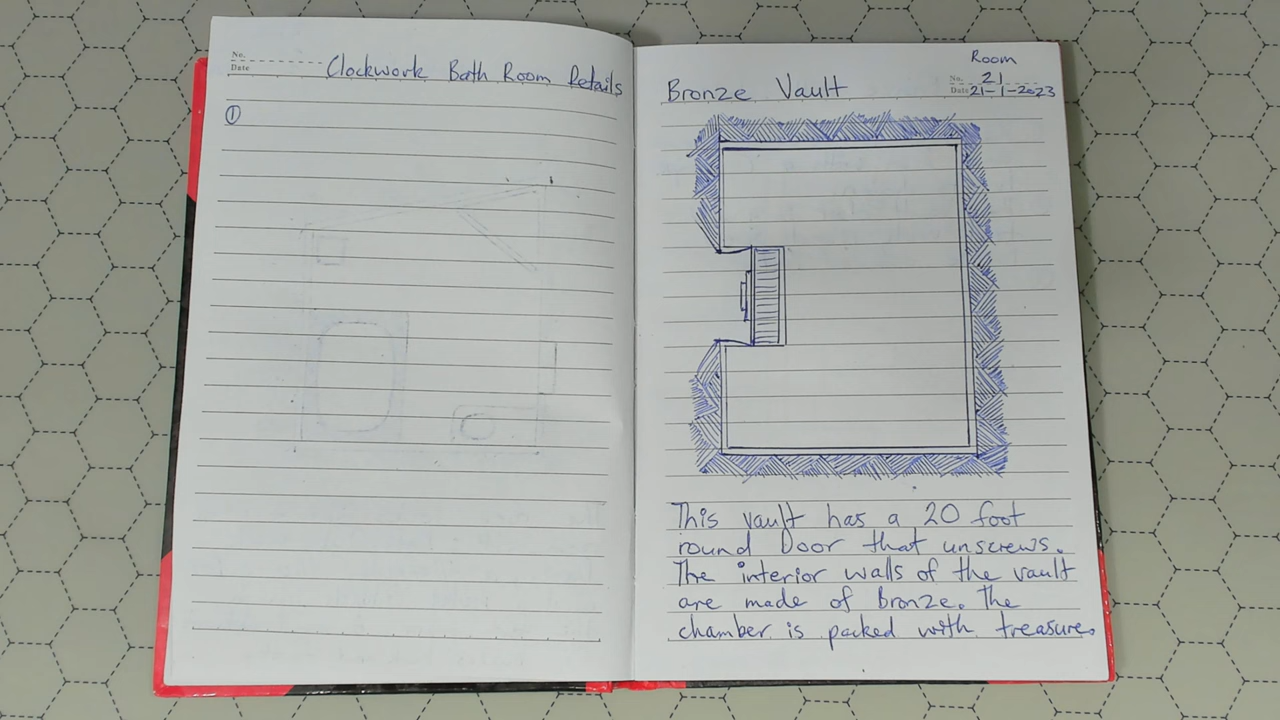 No.
Date
Clockwork Bath Room Details
①
Room
Bronze Vault
No. 21
Date 21-1-2023
This vault has a 20 foot
round Door that unscrews.
The interior walls of the vault
are made of Bronze. The
chamber is packed with treasure.